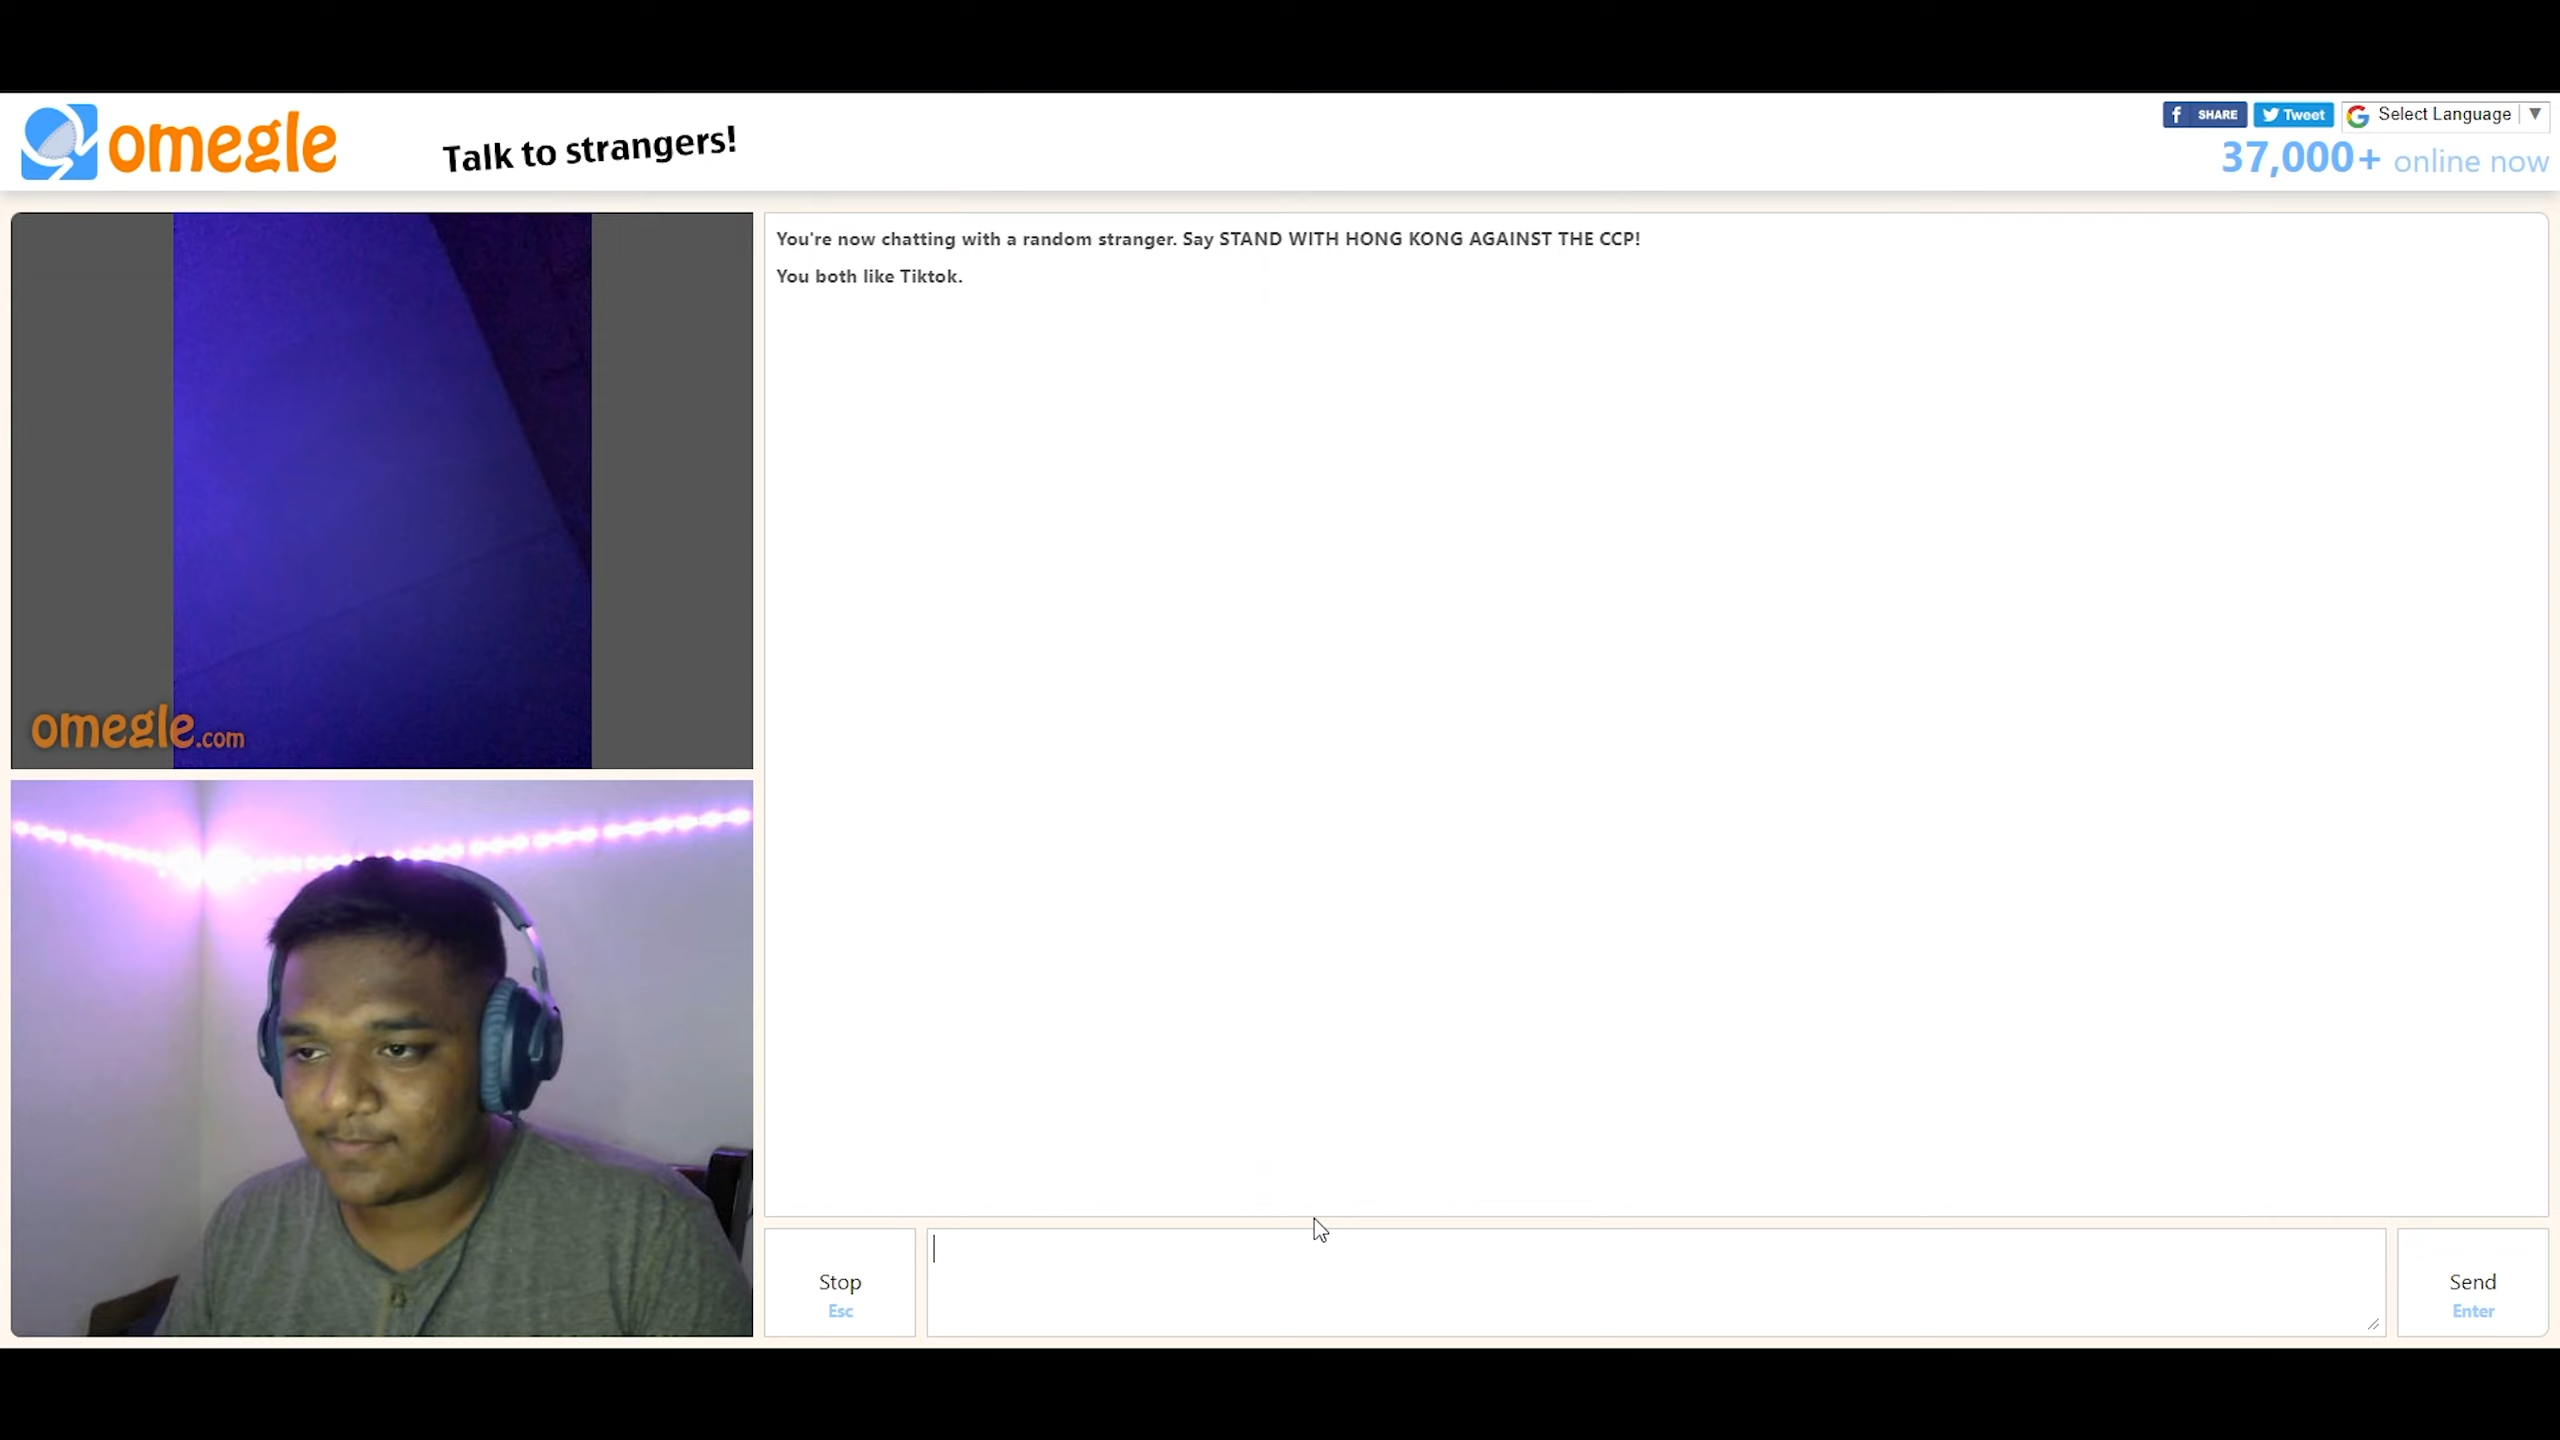 omegle
Talk to strangers!
f SHARE
Tweet
G Select Language ▼
37,000+ online now
You're now chatting with a random stranger. Say STAND WITH HONG KONG AGAINST THE CCP!
You both like Tiktok.
omegle.com
Stop
Esc
Send
Enter